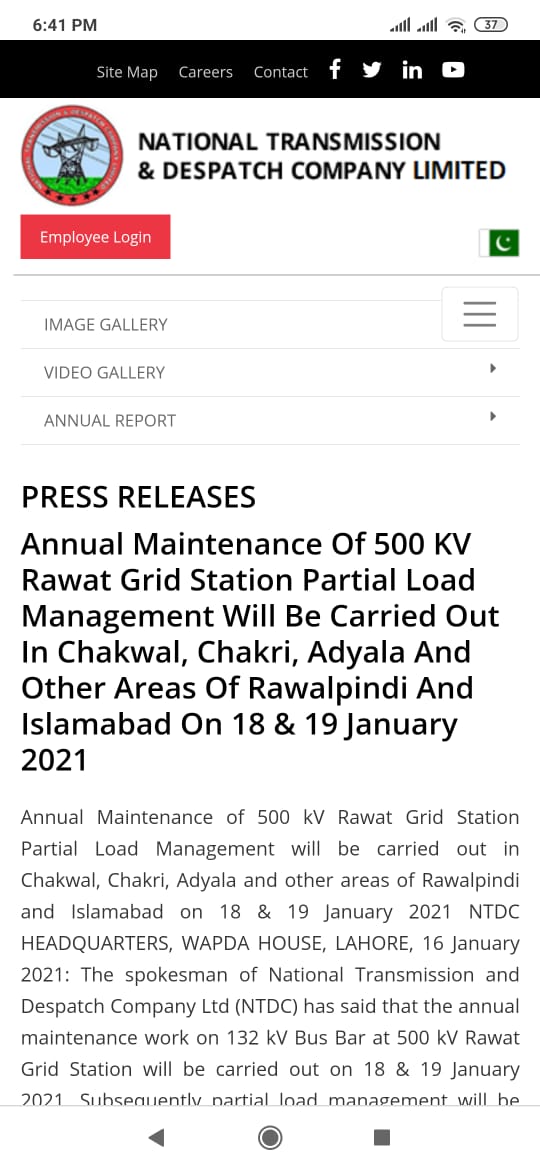 6:41 PM
37
Site Map Careers Contact
NATIONAL TRANSMISSION
& DESPATCH COMPANY LIMITED
Employee Login
IMAGE GALLERY
VIDEO GALLERY
ANNUAL REPORT
PRESS RELEASES
Annual Maintenance Of 500 KV
Rawat Grid Station Partial Load
Management Will Be Carried Out
In Chakwal, Chakri, Adyala And
Other Areas Of Rawalpindi And
Islamabad On 18 & 19 January
2021
Annual Maintenance of 500 kV Rawat Grid Station
Partial Load Management will be carried out in
Chakwal, Chakri, Adyala and other areas of Rawalpindi
and Islamabad on 18 & 19 January 2021 NTDC
HEADQUARTERS, WAPDA HOUSE, LAHORE, 16 January
2021: The spokesman of National Transmission and
Despatch Company Ltd (NTDC) has said that the annual
maintenance work on 132 kV Bus Bar at 500 kV Rawat
Grid Station will be carried out on 18 & 19 January
2021. Subsequently partial load management will be